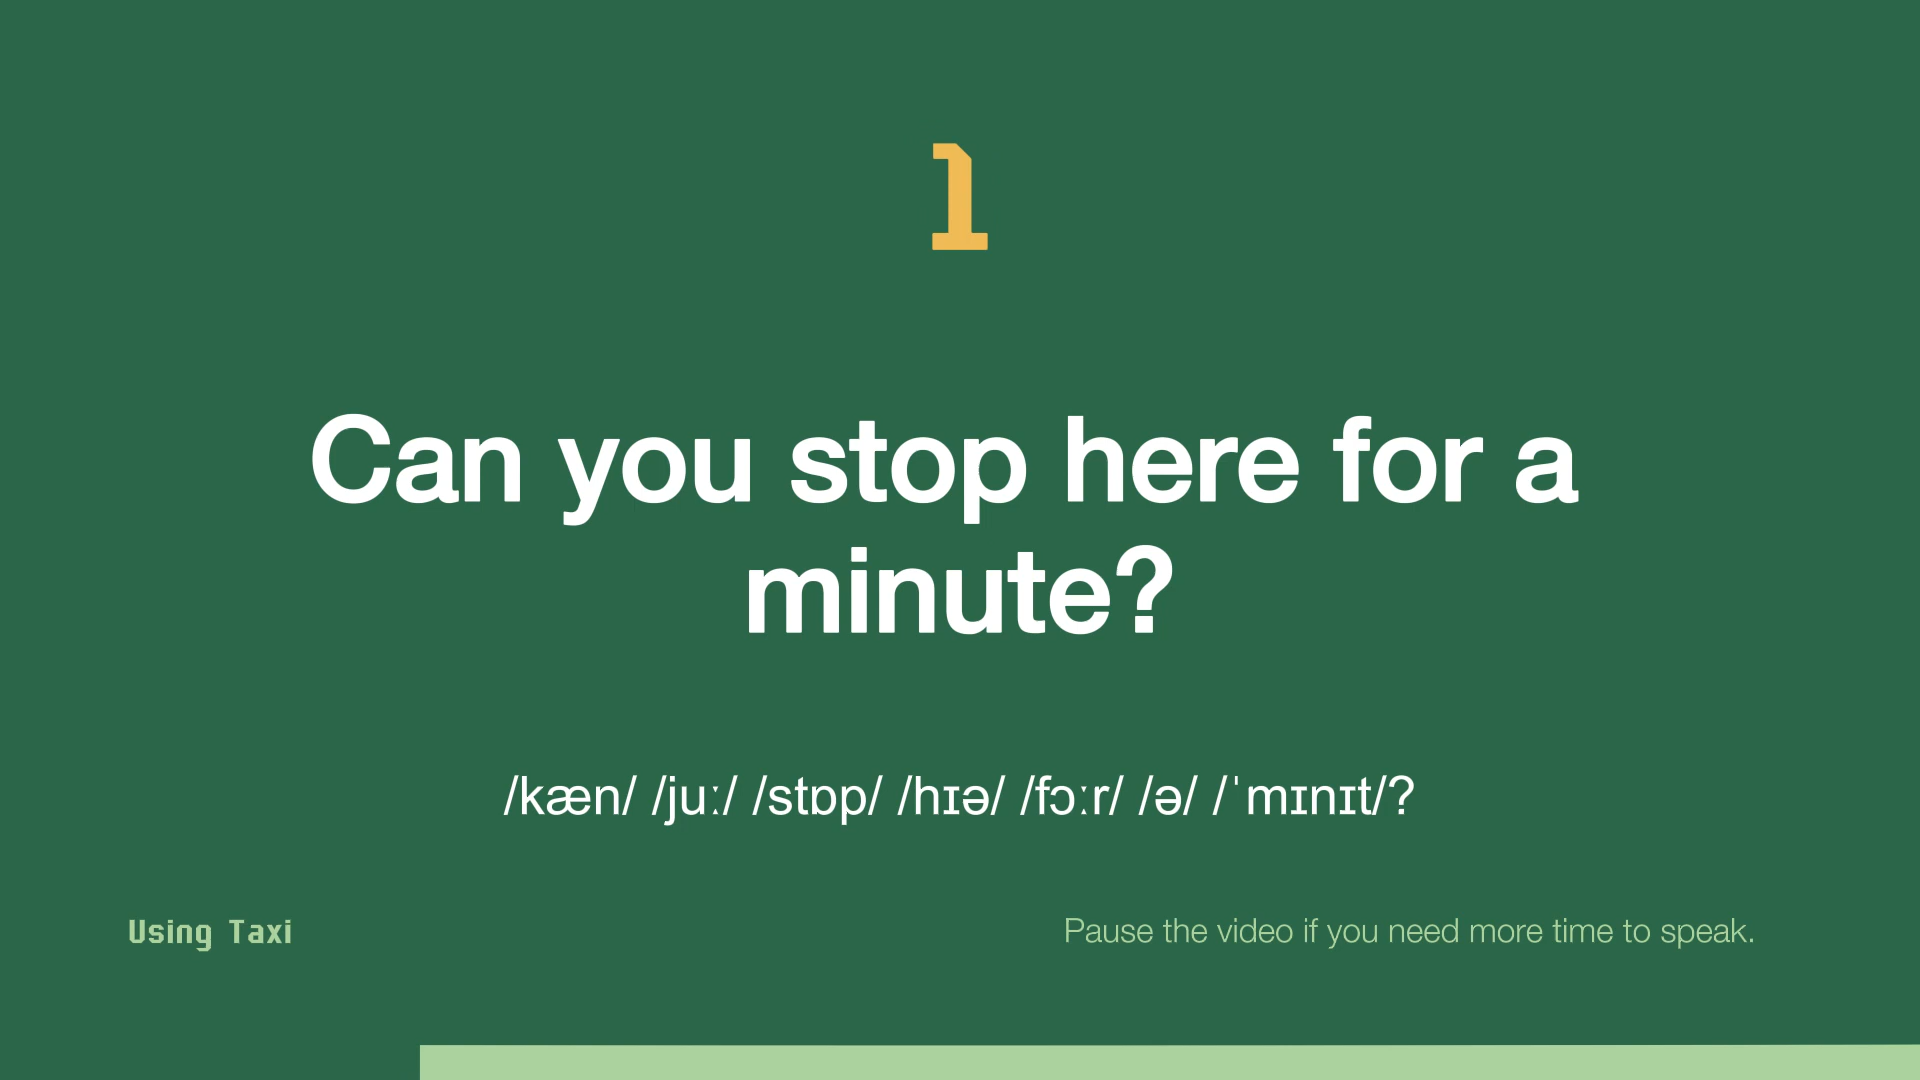 1
Can you stop here for a
minute?
/kæn/ /juː/ /stɒp/ /hɪə/ /fɔːr/ /ə/ /ˈmɪnɪt/?
Using Taxi
Pause the video if you need more time to speak.